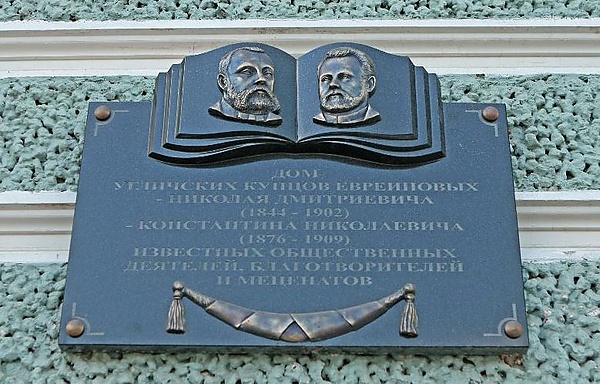 ДОМ
УГЛИЧСКИХ КУПЦОВ ЕВРЕИНОВЫХ
- НИКОЛАЯ ДМИТРИЕВИЧА
(1844 - 1902)
- КОНСТАНТИНА НИКОЛАЕВИЧА
(1876 - 1909)
ИЗВЕСТНЫХ ОБЩЕСТВЕННЫХ
ДЕЯТЕЛЕЙ, БЛАГОТВОРИТЕЛЕЙ
И МЕЦЕНАТОВ